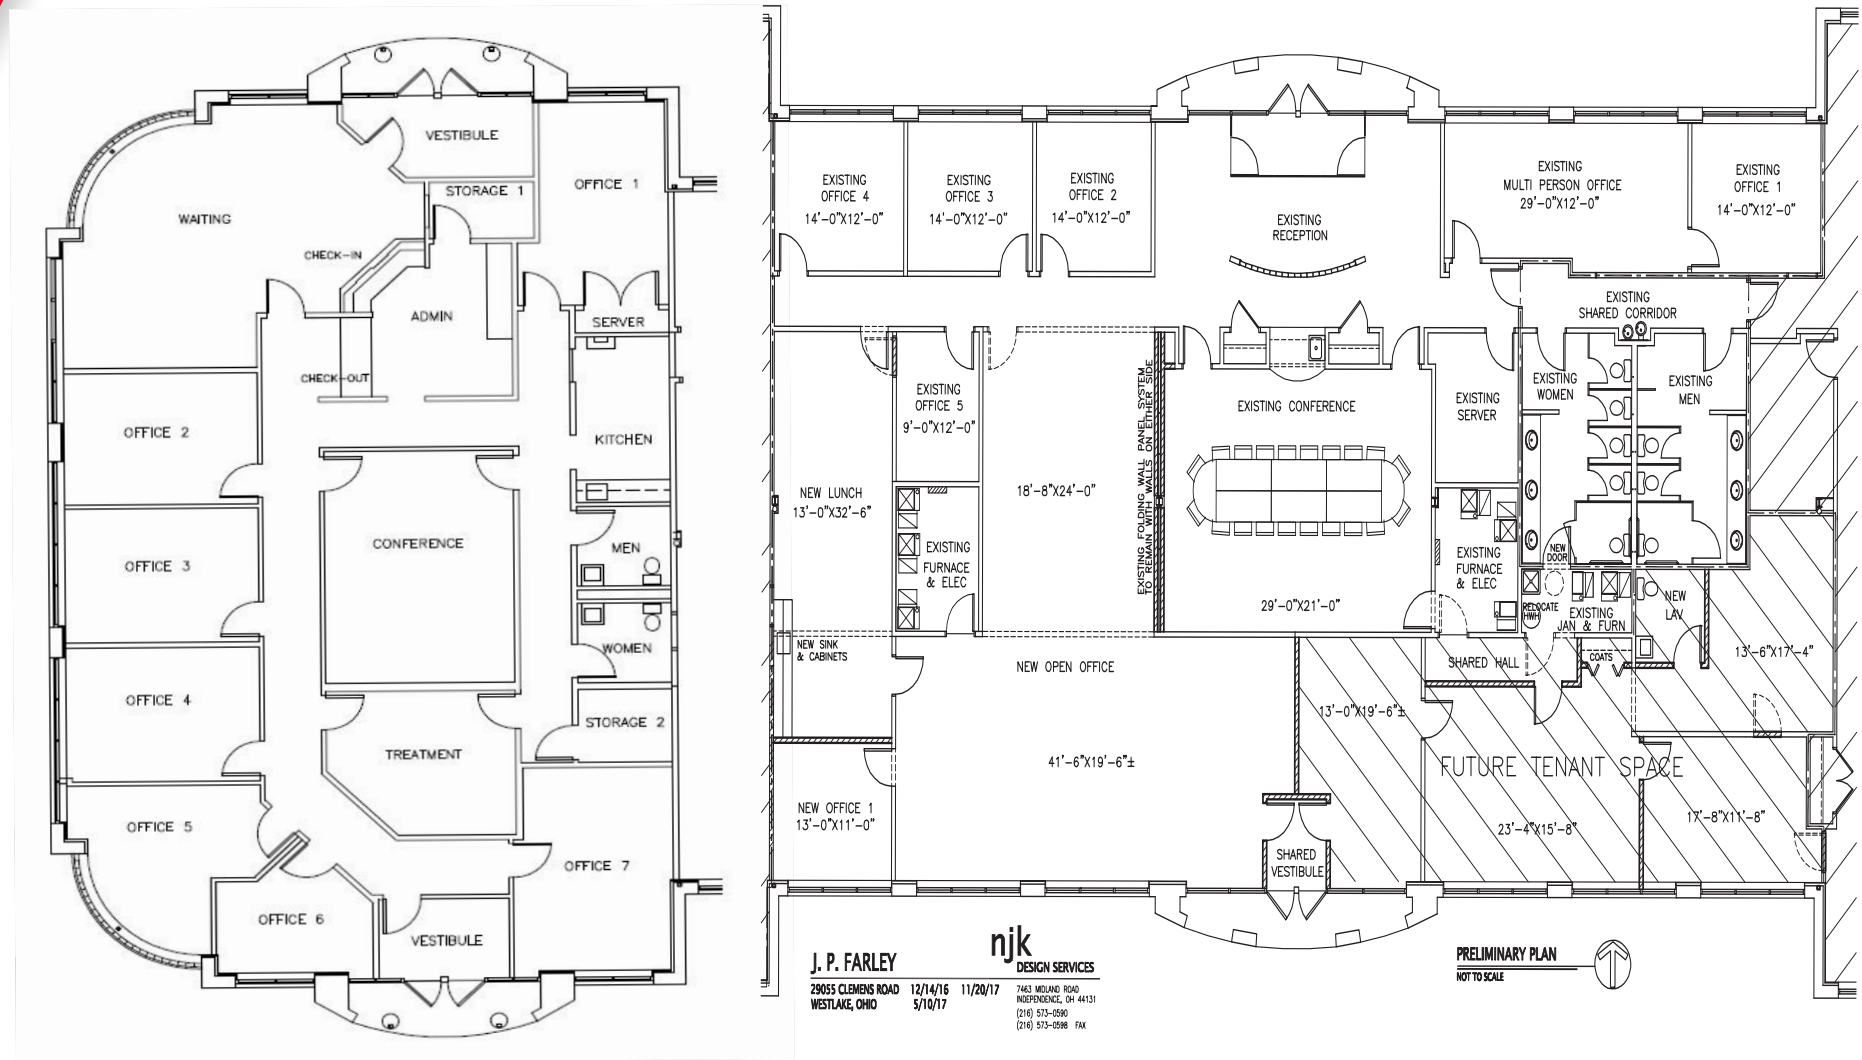 VESTIBULE
OFFICE 1
STORAGE 1
WAITING
CHECK-IN
ADMIN
SERVER
CHECK-OUT
OFFICE 2
KITCHEN
CONFERENCE
OFFICE 3
MEN
WOMEN
OFFICE 4
STORAGE 2
TREATMENT
OFFICE 5
OFFICE 7
OFFICE 6
VESTIBULE
EXISTING
OFFICE 4
14'-0"X12'-0"
EXISTING
OFFICE 3
14'-0"X12'-0"
EXISTING
OFFICE 2
14'-0"X12'-0"
EXISTING
RECEPTION
EXISTING
MULTI PERSON OFFICE
29'-0"X12'-0"
EXISTING
OFFICE 1
14'-0"X12'-0"
EXISTING
SHARED CORRIDOR
EXISTING
OFFICE 5
9'-0"X12'-0"
EXISTING FOLDING WALL PANEL SYSTEM
TO REMAIN WITH WALLS ON EITHER SIDE
EXISTING CONFERENCE
EXISTING
SERVER
EXISTING
WOMEN
EXISTING
MEN
NEW LUNCH
13'-0"X32'-6"
18'-8"X24'-0"
EXISTING
FURNACE
& ELEC
29'-0"X21'-0"
EXISTING
FURNACE
& ELEC
NEW
DOOR
RELOCATE
HWH
EXISTING
JAN & FURN
NEW
LAV
13'-6"X17'-4"
NEW SINK
& CABINETS
NEW OPEN OFFICE
SHARED HALL
COATS
13'-0"X19'-6"±
41'-6"X19'-6"±
FUTURE TENANT SPACE
NEW OFFICE 1
13'-0"X11'-0"
23'-4"X15'-8"
17'-8"X11'-8"
SHARED
VESTIBULE
J. P. FARLEY
29055 CLEMENS ROAD 12/14/16 11/20/17
WESTLAKE, OHIO 5/10/17
njk
DESIGN SERVICES
7463 MIDLAND ROAD
INDEPENDENCE, OH 44131
(216) 573-0590
(216) 573-0598 FAX
PRELIMINARY PLAN
NOT TO SCALE